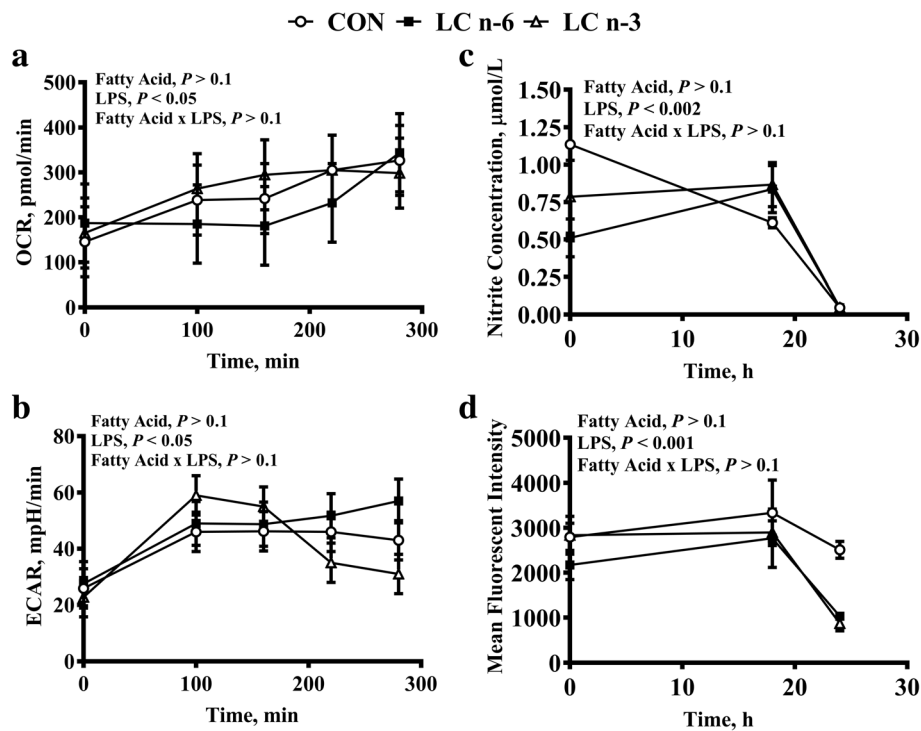 CON LC n-6 LC n-3
a
Fatty Acid, P > 0.1
LPS, P < 0.05
Fatty Acid x LPS, P > 0.1
OCR, pmol/min
500
400
300
200
100
0
0 100 200 300
Time, min
c
Fatty Acid, P > 0.1
LPS, P < 0.002
Fatty Acid x LPS, P > 0.1
Nitrite Concentration, µmol/L
1.50
1.25
1.00
0.75
0.50
0.25
0.00
0 10 20 30
Time, h
b
Fatty Acid, P > 0.1
LPS, P < 0.05
Fatty Acid x LPS, P > 0.1
ECAR, mpH/min
80
60
40
20
0
0 100 200 300
Time, min
d
Fatty Acid, P > 0.1
LPS, P < 0.001
Fatty Acid x LPS, P > 0.1
Mean Fluorescent Intensity
5000
4000
3000
2000
1000
0
0 10 20 30
Time, h